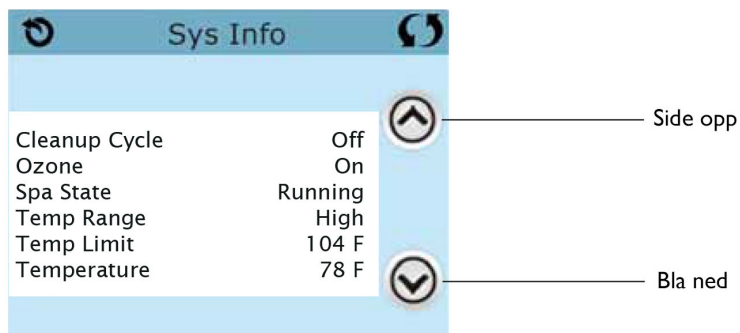 Sys Info
Side opp
Cleanup Cycle Off
Ozone On
Spa State Running
Temp Range High
Temp Limit 104 F
Temperature 78 F
Bla ned